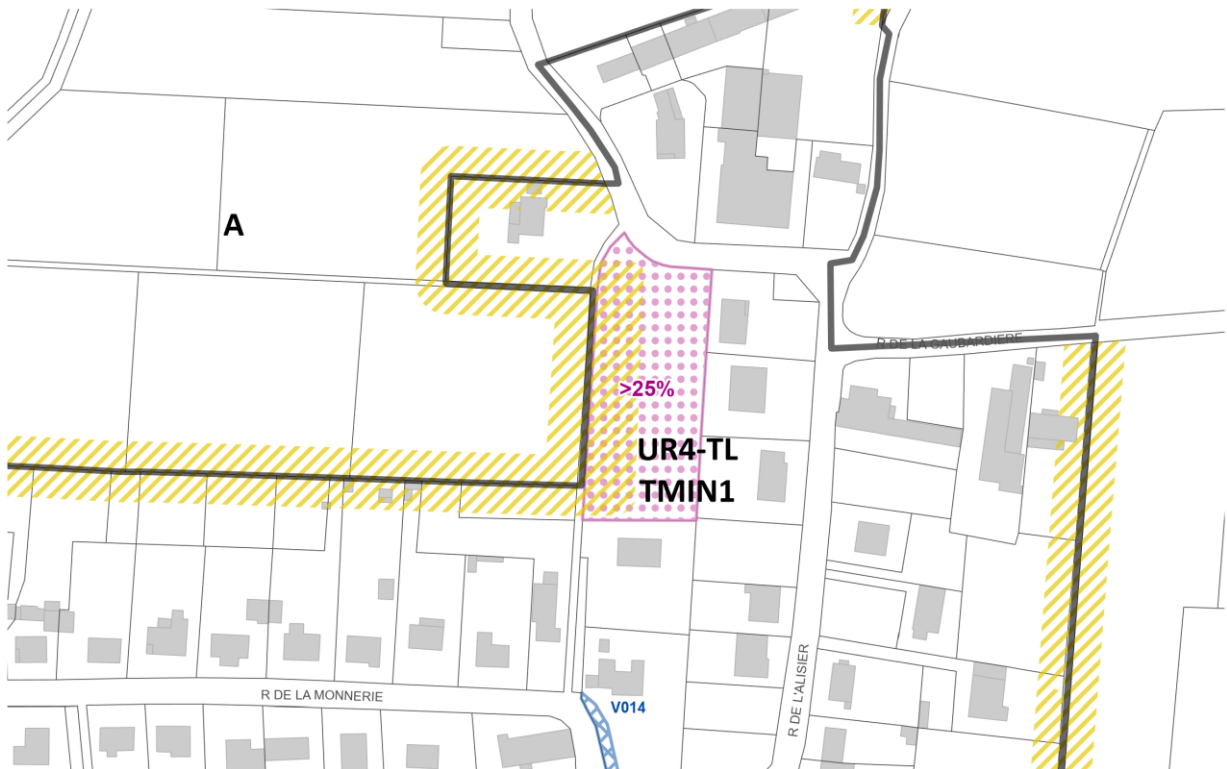 A
R DE LA GAUBARDIERE
>25%
UR4-TL
TMIN1
R DE LA MONNERIE
V014
R DE L'ALISIER